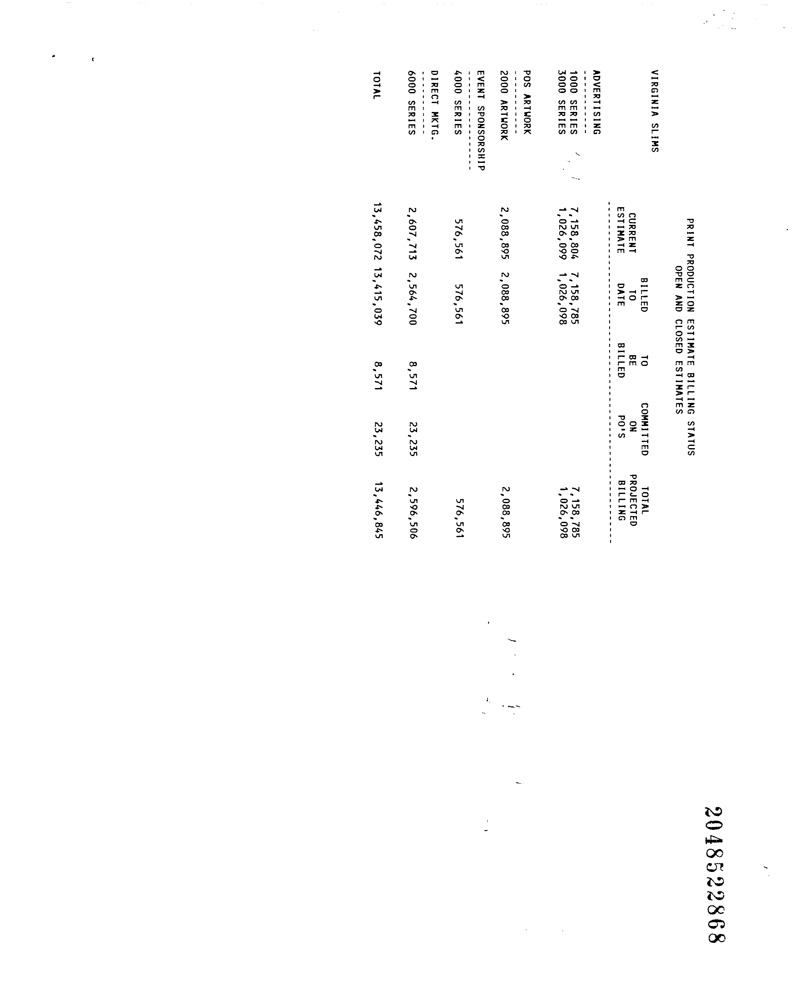 PRINT PRODUCTION ESTIMATE BILLING STATUS
OPEN AND CLOSED ESTIMATES
VIRGINIA SLIMS
BILLED TO COMMITTED TOTAL
CURRENT TO BE ON PROJECTED
ESTIMATE DATE BILLED PO'S BILLING
ADVERTISING
1000 SERIES 7,158,804 7,158,785 7,158,785
3000 SERIES 1,026,099 1,026,098 1,026,098
POS ARTWORK
2000 ARTWORK 2,088,895 2,088,895 2,088,895
EVENT SPONSORSHIP
4000 SERIES 576,561 576,561 576,561
DIRECT MKTG.
6000 SERIES 2,607,713 2,564,700 8,571 23,235 2,596,506
TOTAL 13,458,072 13,415,039 8,571 23,235 13,446,845
2048522868